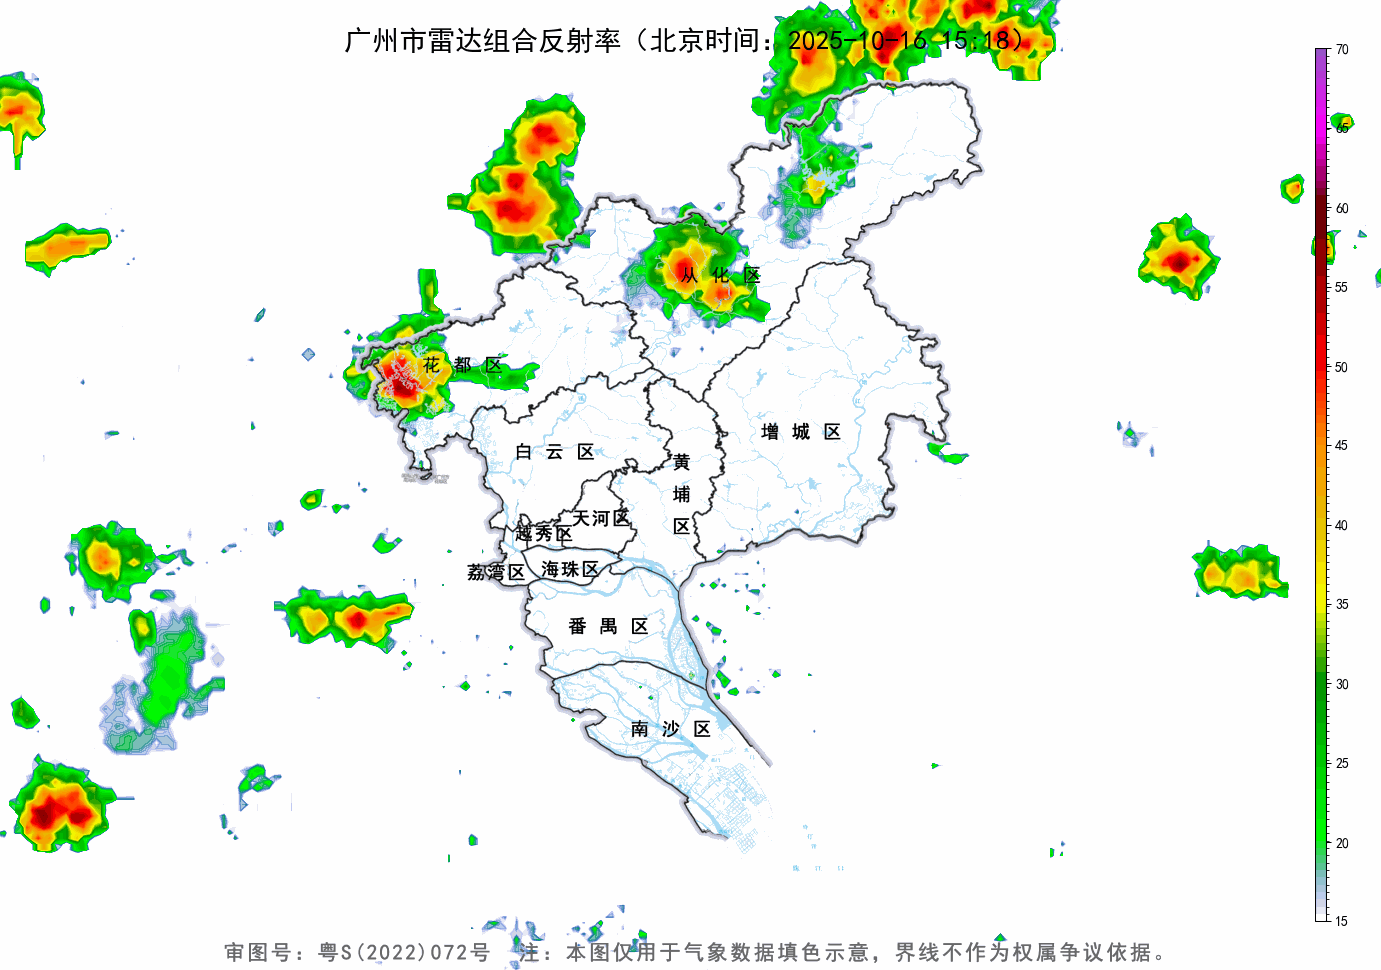 广州市雷达组合反射率（北京时间：2025-10-16 15:18）
70
65
60
55
50
45
40
35
30
25
20
15
从化区
花都区
增城区
白云区
黄埔区
天河区
越秀区
荔湾区
海珠区
番禺区
南沙区
审图号：粤S(2022)072号 注：本图仅用于气象数据填色示意，界线不作为权属争议依据。